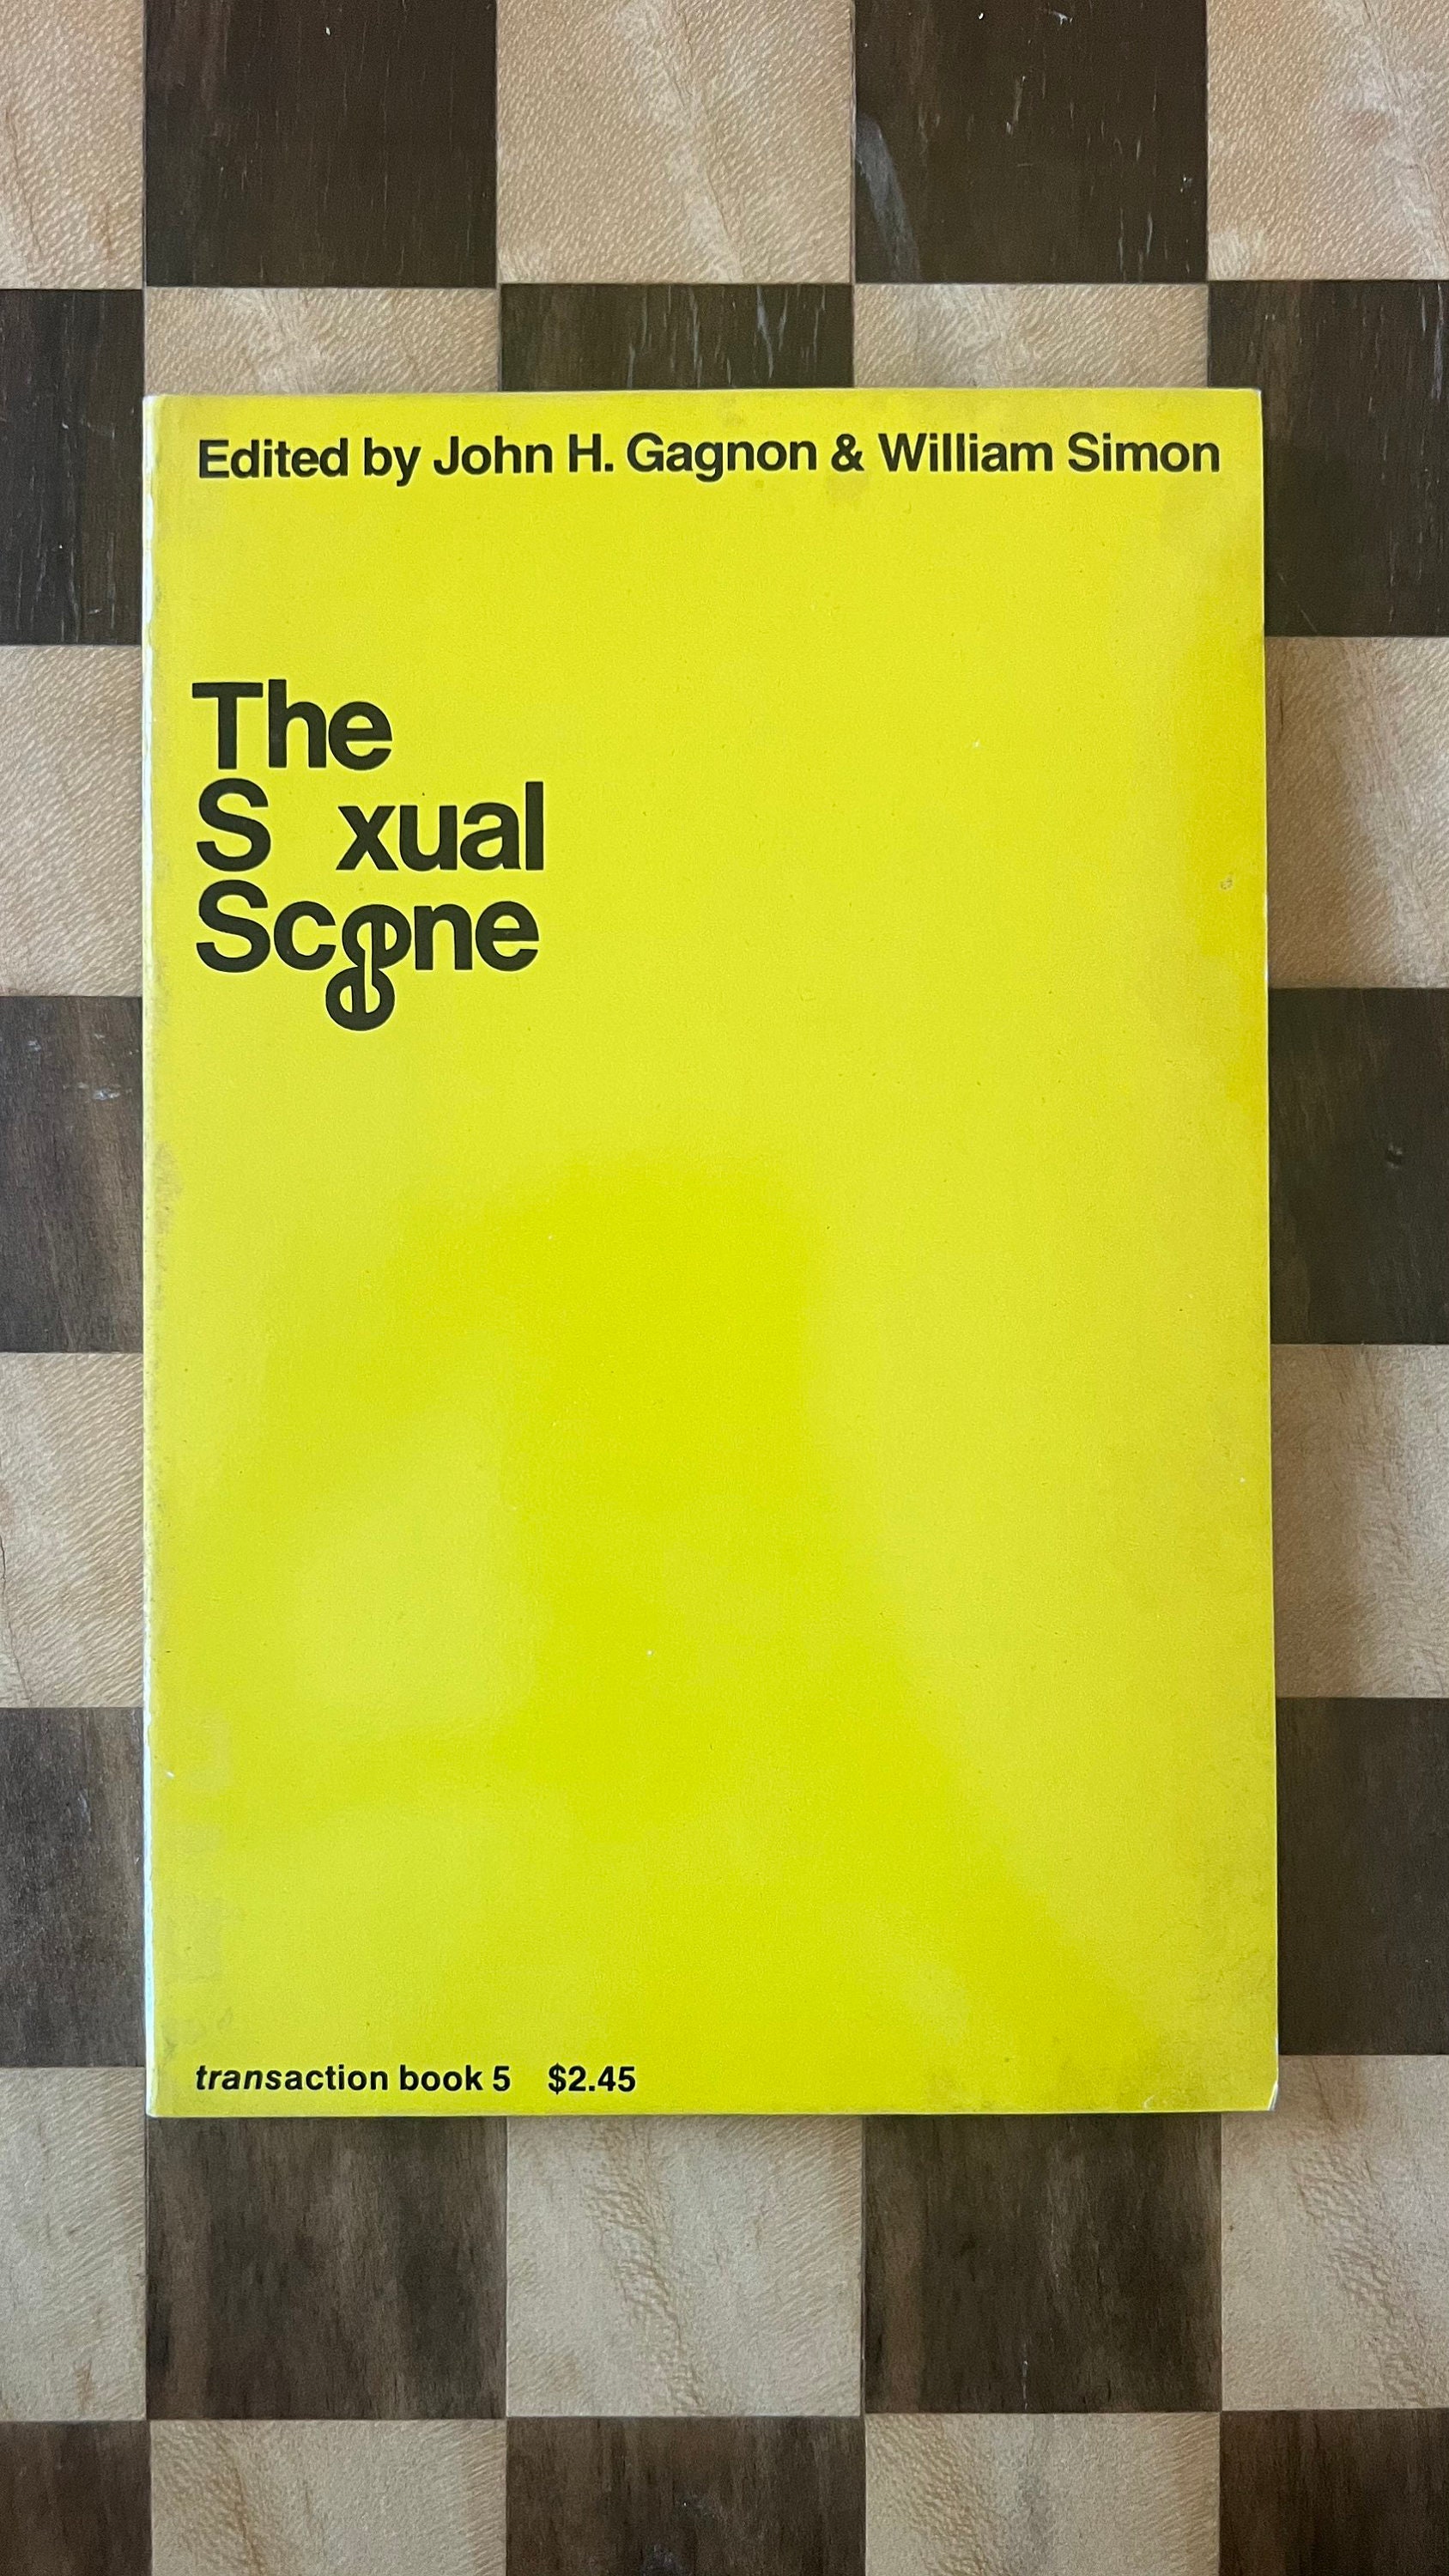 Edited by John H. Gagnon & William Simon
The
S xual
Scene
e
transaction book 5 $2.45